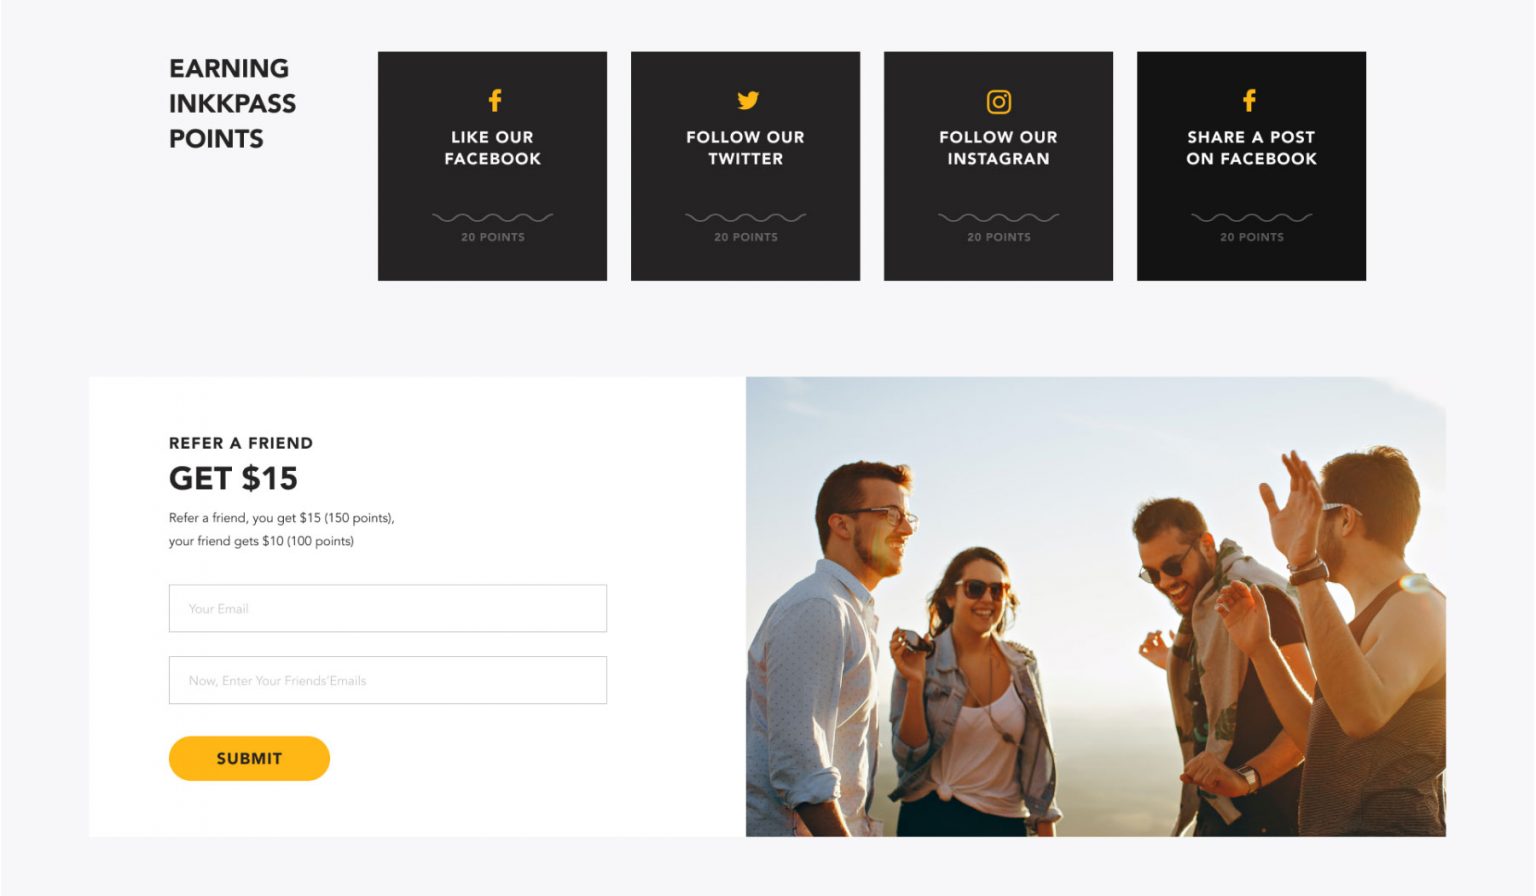 EARNING
INKKPASS
POINTS
LIKE OUR
FACEBOOK
20 POINTS
FOLLOW OUR
TWITTER
20 POINTS
FOLLOW OUR
INSTAGRAN
20 POINTS
SHARE A POST
ON FACEBOOK
20 POINTS
REFER A FRIEND
GET $15
Refer a friend, you get $15 (150 points),
your friend gets $10 (100 points)
Your Email
Now, Enter Your Friends'Emails
SUBMIT